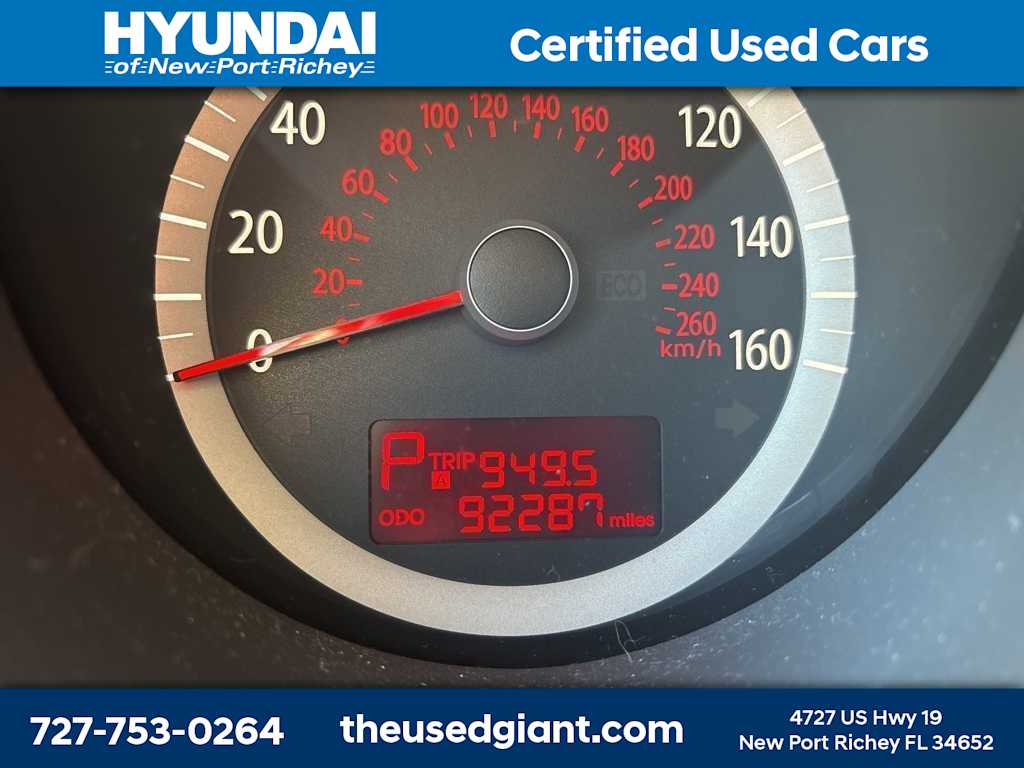 HYUNDAI
of New Port Richey
Certified Used Cars
40
20
0
120
140
160
0
20
40
60
80
100
120
140
160
180
200
220
240
260
km/h
ECO
P
TRIP 949.5
A
ODO 92287 miles
727-753-0264
theusedgiant.com
4727 US Hwy 19
New Port Richey FL 34652